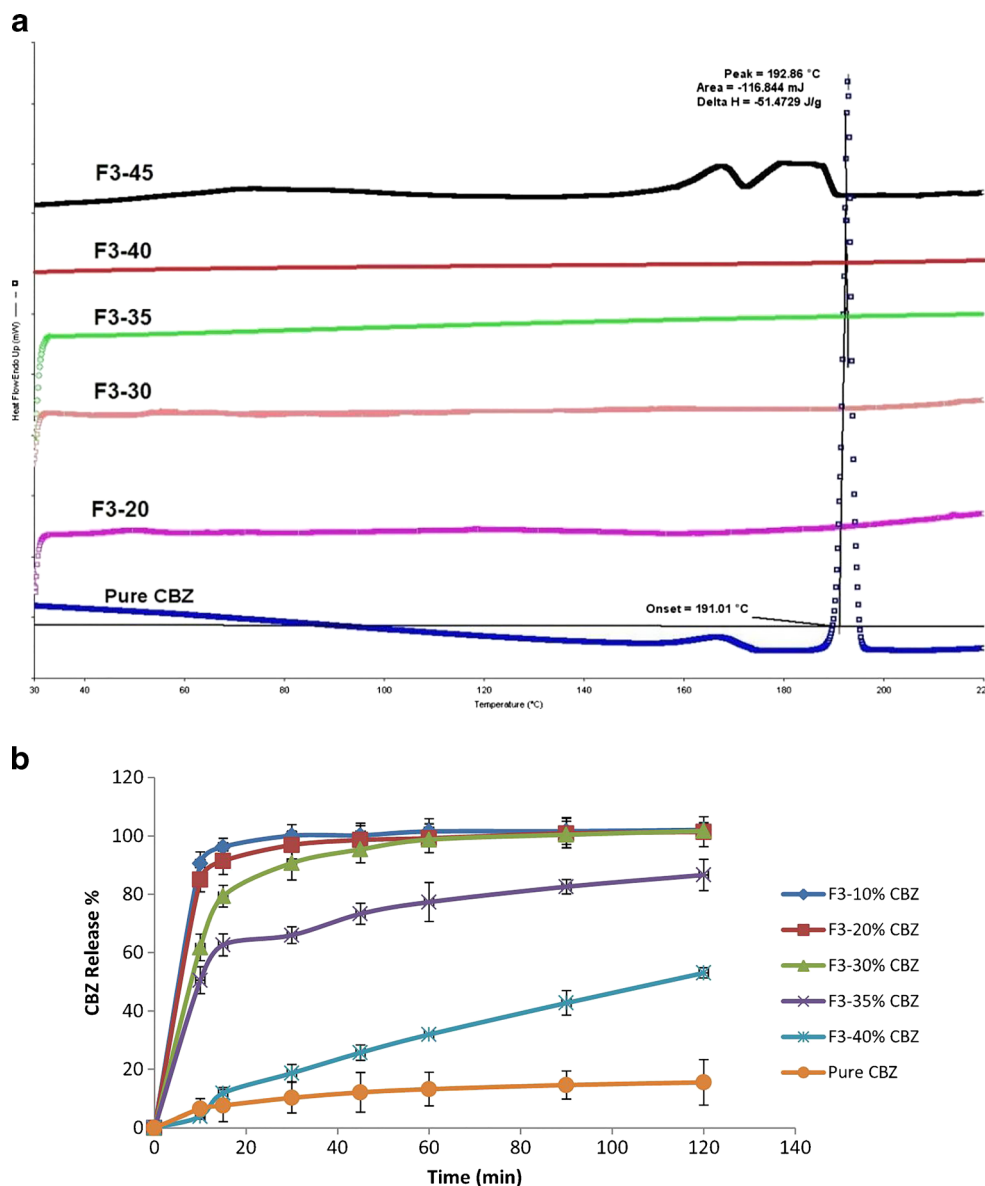 a
Peak = 192.86 °C
Area = -116.844 mJ
Delta H = -51.4729 J/g
F3-45
F3-40
F3-35
F3-30
F3-20
Pure CBZ
Onset = 191.01 °C
Heat Flow Endo Up (mW)
30 40 60 80 100 120 140 160 180 200 22
Temperature (°C)
b
120
100
80
60
40
20
0
CBZ Release %
0 20 40 60 80 100 120 140
Time (min)
F3-10% CBZ
F3-20% CBZ
F3-30% CBZ
F3-35% CBZ
F3-40% CBZ
Pure CBZ